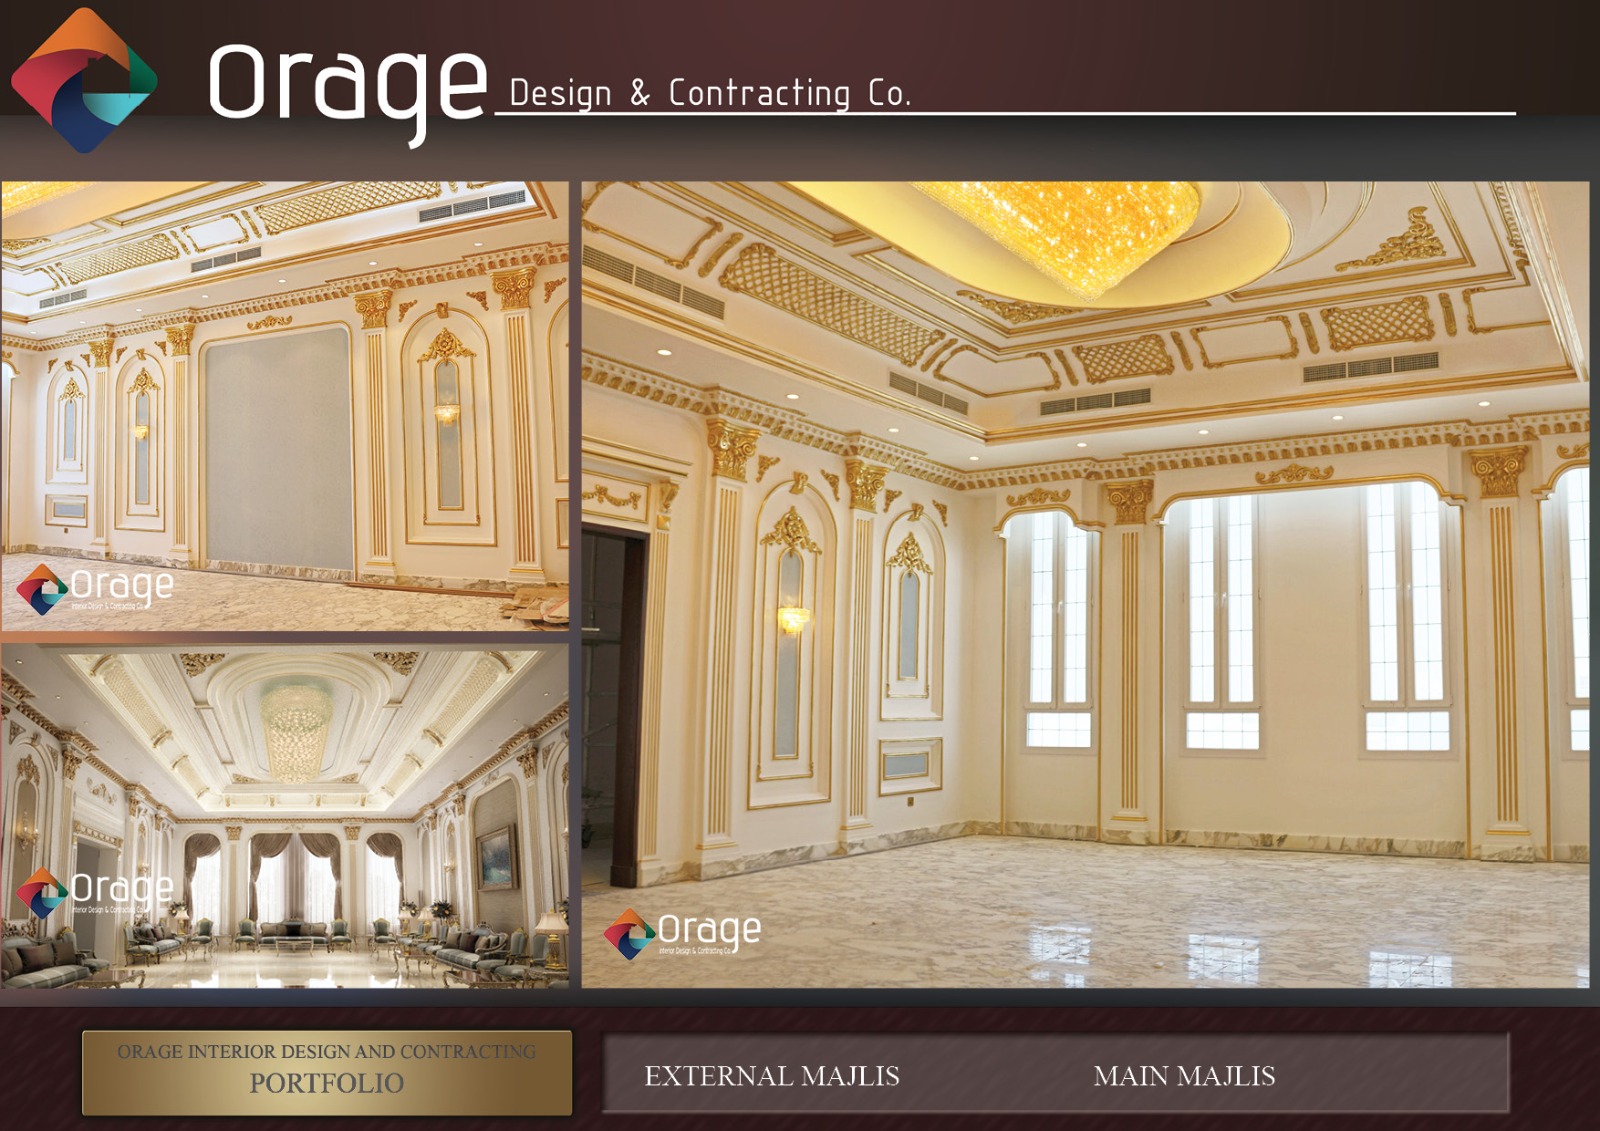 Orage Design & Contracting Co.
Orage
Interior Design & Contracting Co.
Orage
Interior Design & Contracting Co.
Orage
Interior Design & Contracting Co.
ORAGE INTERIOR DESIGN AND CONTRACTING
PORTFOLIO
EXTERNAL MAJLIS MAIN MAJLIS